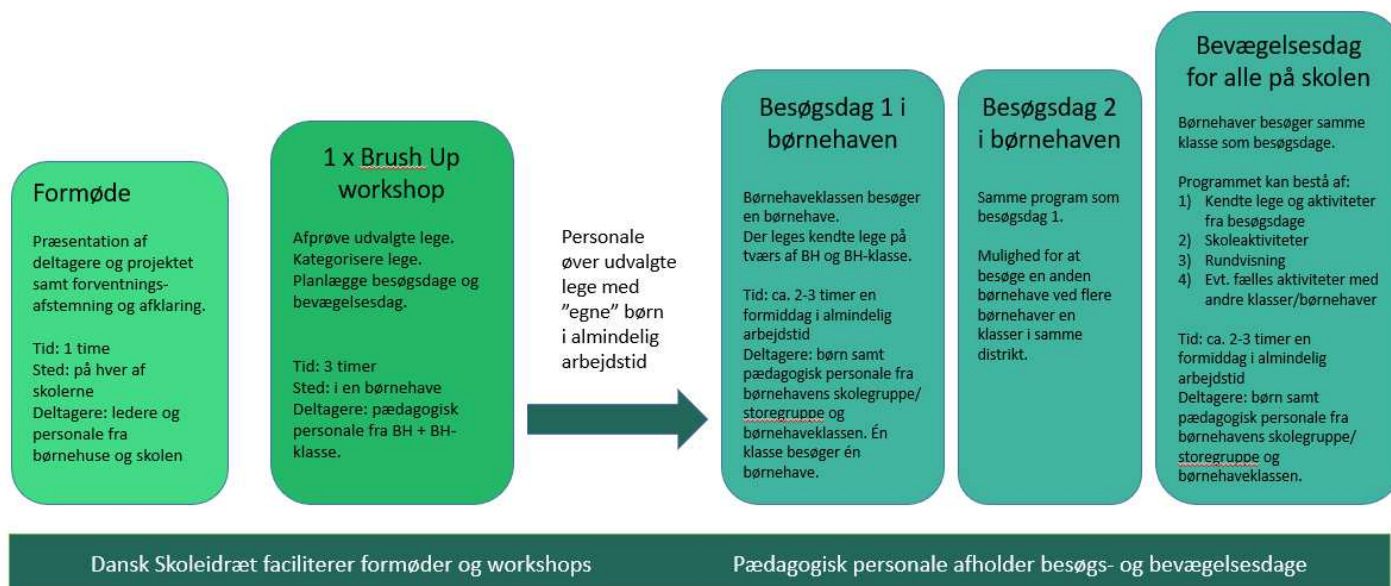 Formøde
Præsentation af
deltagere og projektet
samt forventnings-
afstemning og afklaring.
Tid: 1 time
Sted: på hver af
skolerne
Deltagere: ledere og
personale fra
børnehuse og skolen
1 x Brush Up
workshop
Afprøve udvalgte lege.
Kategorisere lege.
Planlægge besøgsdage og
bevægelsesdag.
Tid: 3 timer
Sted: i en børnehave
Deltagere: pædagogisk
personale fra BH + BH-
klasse.
Personale
øver udvalgte
lege med
”egne” børn
i almindelig
arbejdstid
Besøgsdag 1 i
børnehaven
Børnehaveklassen besøger
en børnehave.
Der leges kendte lege på
tværs af BH og BH-klasse.
Tid: ca. 2-3 timer en
formiddag i almindelig
arbejdstid
Deltagere: børn samt
pædagogisk personale fra
børnehavens skolegruppe/
storegruppe og
børnehaveklassen. Én
klasse besøger én
børnehave.
Besøgsdag 2
i børnehaven
Samme program som
besøgsdag 1.
Mulighed for at
besøge en anden
børnehave ved flere
børnehaver en
klasser i samme
distrikt.
Bevægelsesdag
for alle på skolen
Børnehaver besøger samme
klasse som besøgsdage.
Programmet kan bestå af:
1) Kendte lege og aktiviteter
fra besøgsdage
2) Skoleaktiviteter
3) Rundvisning
4) Evt. fælles aktiviteter med
andre klasser/børnehaver
Tid: ca. 2-3 timer en
formiddag i almindelig
arbejdstid
Deltagere: børn samt
pædagogisk personale fra
børnehavens skolegruppe/
storegruppe og
børnehaveklassen.
Dansk Skoleidræt faciliterer formøder og workshops
Pædagogisk personale afholder besøgs- og bevægelsesdage